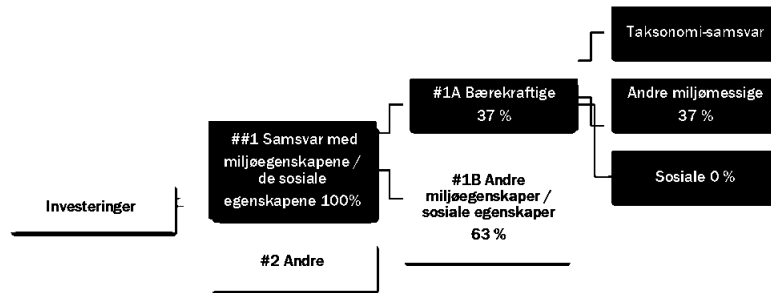 Investeringer
##1 Samsvar med
miljøegenskapene /
de sosiale
egenskapene 100%
#2 Andre
#1A Bærekraftige
37 %
#1B Andre
miljøegenskaper /
sosiale egenskaper
63 %
Taksonomi-samsvar
Andre miljømessige
37 %
Sosiale 0 %